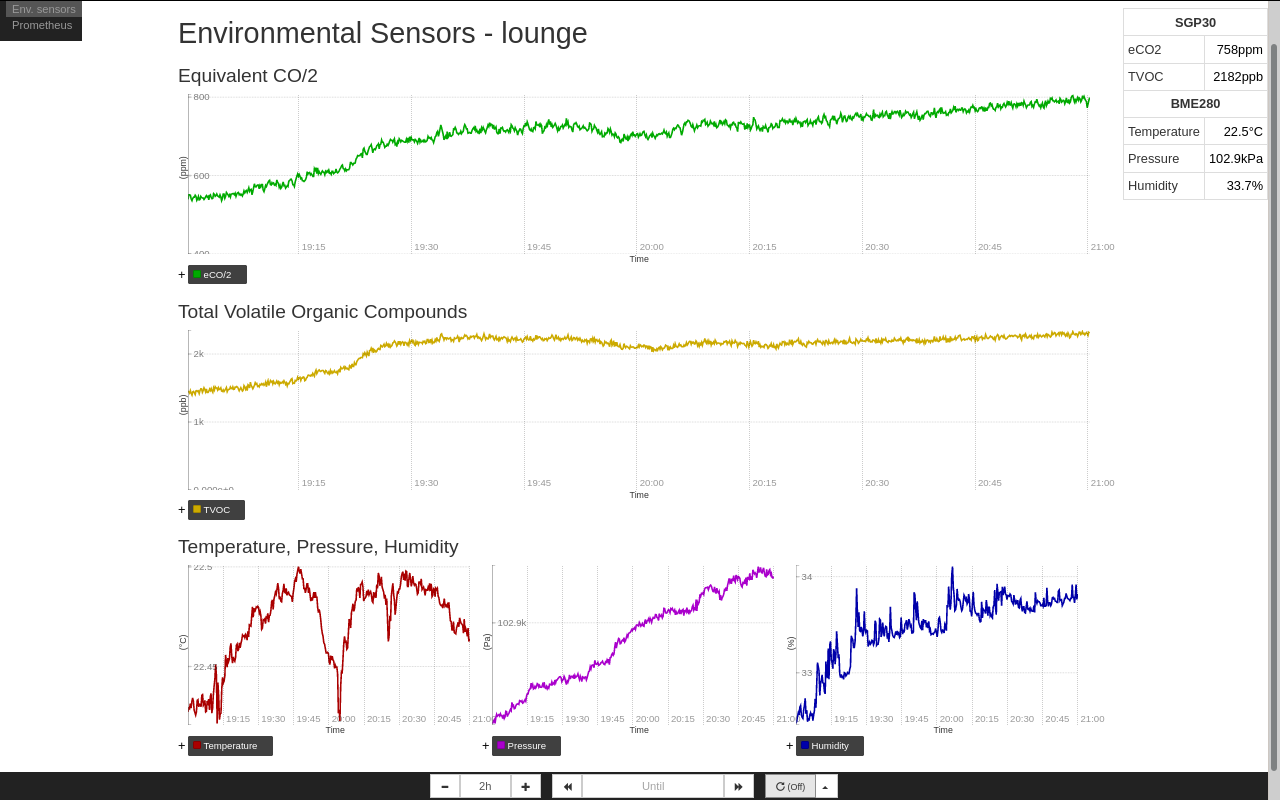 Env. sensors
Prometheus
Environmental Sensors - lounge
SGP30
eCO2 758ppm
TVOC 2182ppb
BME280
Temperature 22.5°C
Pressure 102.9kPa
Humidity 33.7%
Equivalent CO/2
800
600
400
(ppm)
19:15 19:30 19:45 20:00 20:15 20:30 20:45 21:00
Time
+ eCO/2
Total Volatile Organic Compounds
2k
1k
(ppb)
19:15 19:30 19:45 20:00 20:15 20:30 20:45 21:00
Time
+ TVOC
Temperature, Pressure, Humidity
22.5
22.45
(°C)
19:15 19:30 19:45 20:00 20:15 20:30 20:45 21:00
Time
+ Temperature
102.9k
(Pa)
19:15 19:30 19:45 20:00 20:15 20:30 20:45 21:00
Time
+ Pressure
34
33
(%)
19:15 19:30 19:45 20:00 20:15 20:30 20:45 21:00
Time
+ Humidity
2h Until (Off)